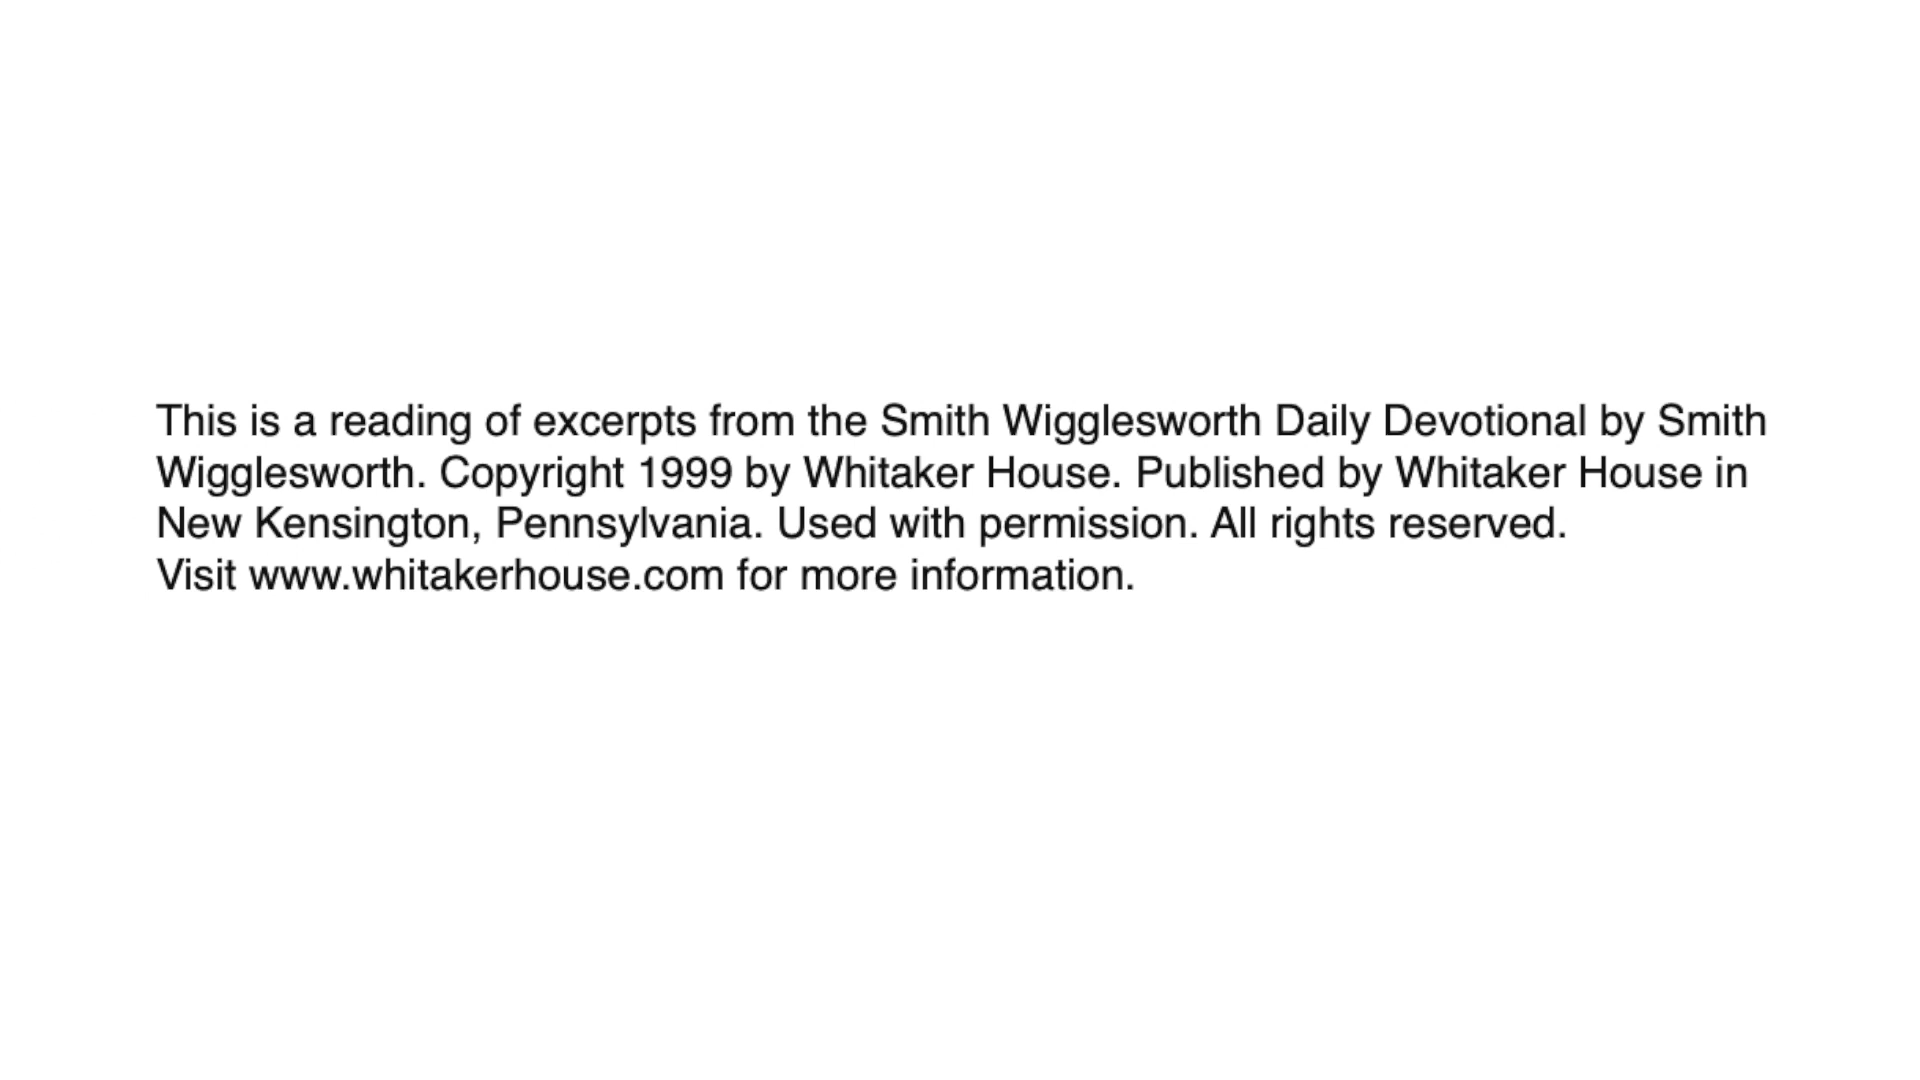 This is a reading of excerpts from the Smith Wigglesworth Daily Devotional by Smith
Wigglesworth. Copyright 1999 by Whitaker House. Published by Whitaker House in
New Kensington, Pennsylvania. Used with permission. All rights reserved.
Visit www.whitakerhouse.com for more information.